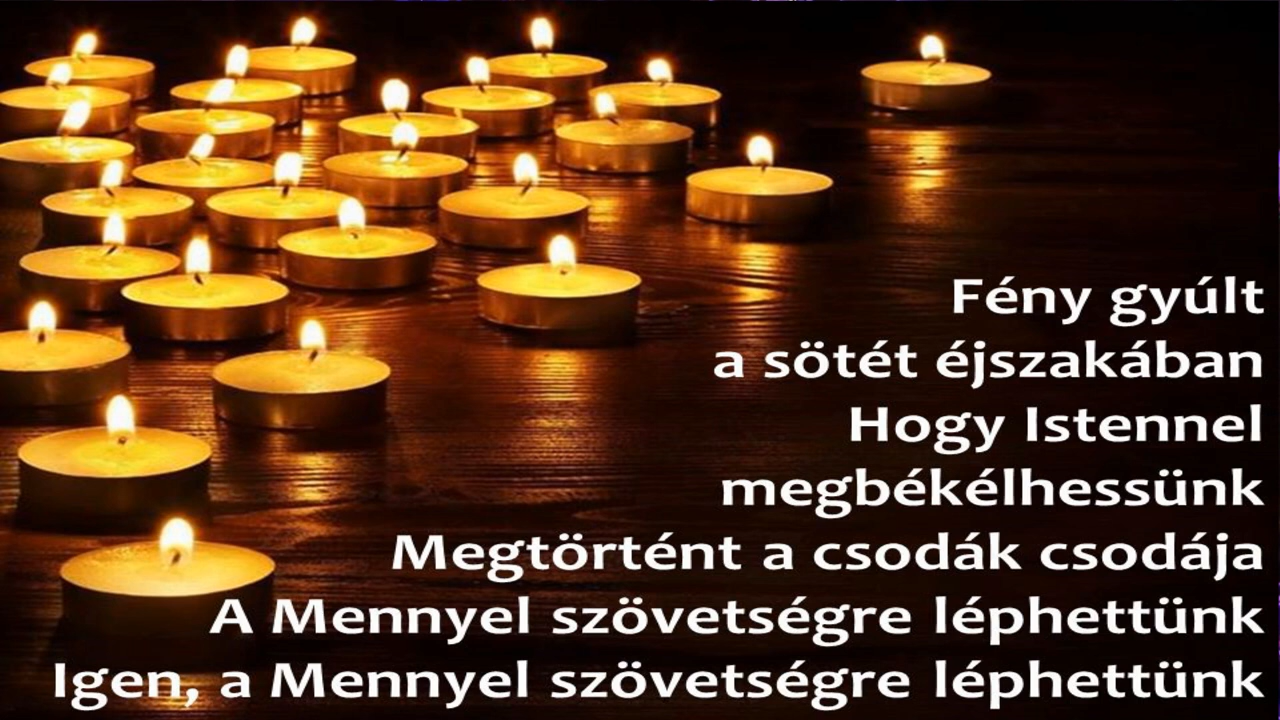 Fény gyúlt
a sötét éjszakában
Hogy Istennel
megbékélhessünk
Megtörtént a csodák csodája
A Mennyel szövetségre léphettünk
Igen, a Mennyel szövetségre léphettünk